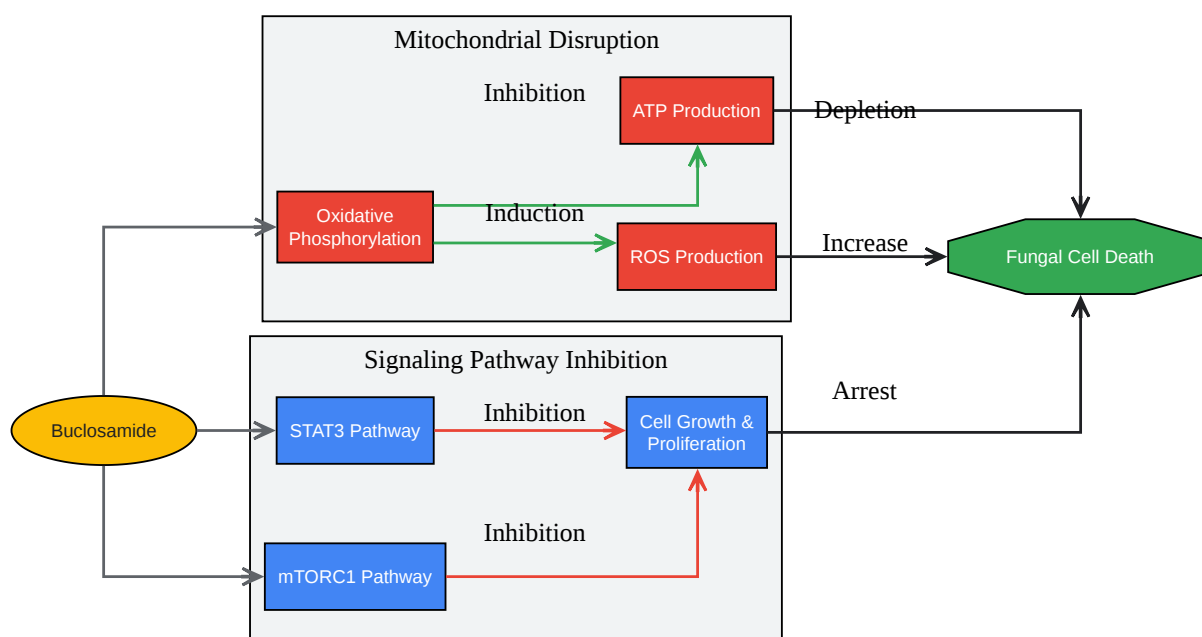 Mitochondrial Disruption
Inhibition
ATP Production
Depletion
Oxidative
Phosphorylation
Induction
ROS Production
Increase
Fungal Cell Death
Signaling Pathway Inhibition
Buclosamide
STAT3 Pathway
Inhibition
Cell Growth &
Proliferation
Arrest
Inhibition
mTORC1 Pathway